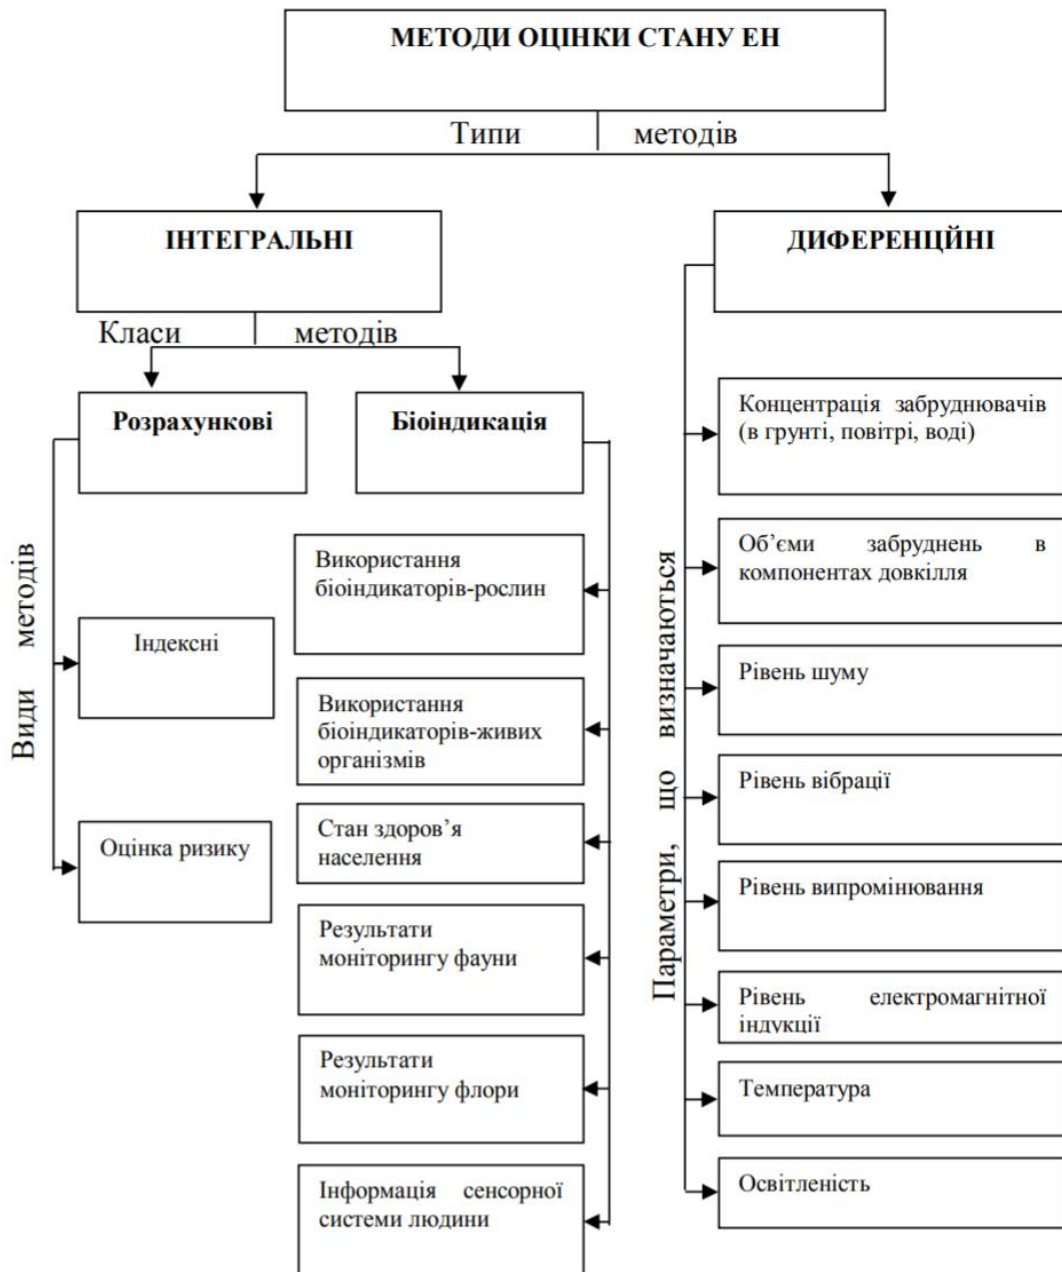 МЕТОДИ ОЦІНКИ СТАНУ ЕН
Типи методів
ІНТЕГРАЛЬНІ
ДИФЕРЕНЦЙНІ
Класи методів
Розрахункові
Біоіндикація
Види методів
Індексні
Оцінка ризику
Використання
біоіндикаторів-рослин
Використання
біоіндикаторів-живих
організмів
Стан здоров’я
населення
Результати
моніторингу фауни
Результати
моніторингу флори
Інформація сенсорної
системи людини
Параметри, що визначаються
Концентрація забруднювачів
(в грунті, повітрі, воді)
Об’єми забруднень в
компонентах довкілля
Рівень шуму
Рівень вібрації
Рівень випромінювання
Рівень електромагнітної
індукції
Температура
Освітленість